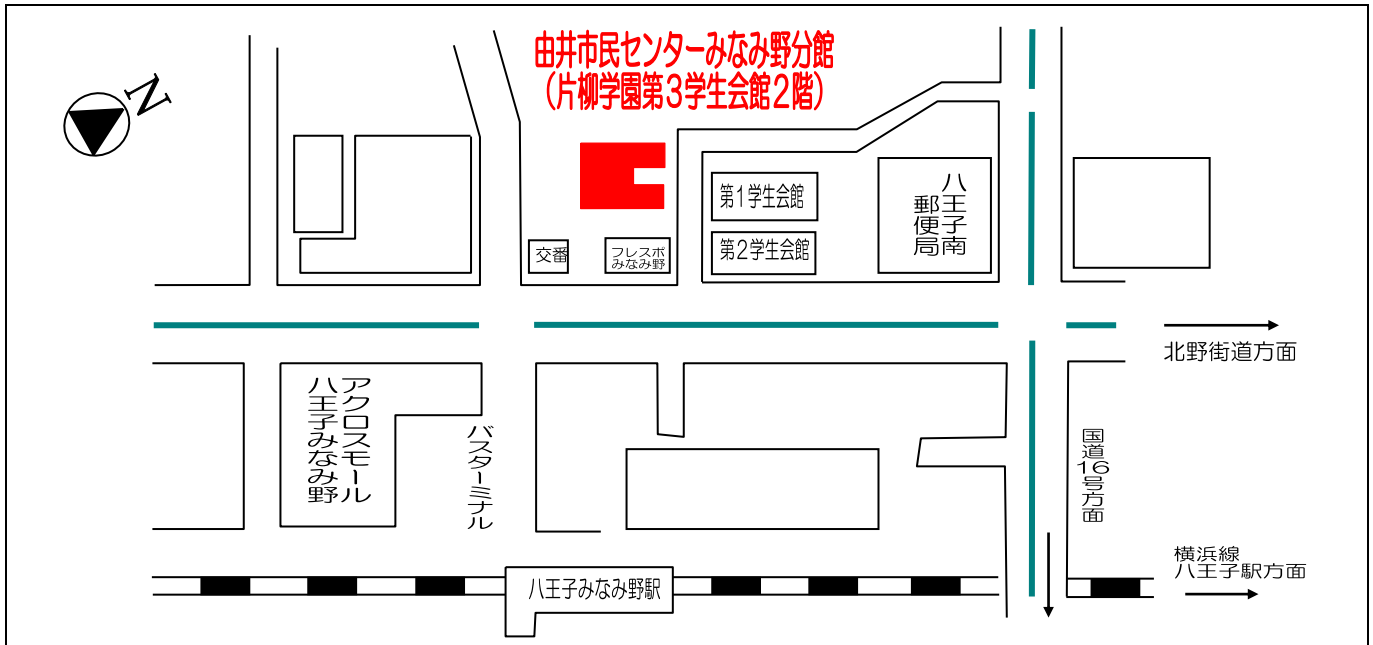 由井市民センターみなみ野分館
（片柳学園第３学生会館２階）
N
第１学生会館
八王子南
郵便局
交番
フレスポ
みなみ野
第２学生会館
北野街道方面
アクロスモール
八王子みなみ野
バスターミナル
国道16号方面
横浜線
八王子駅方面
八王子みなみ野駅